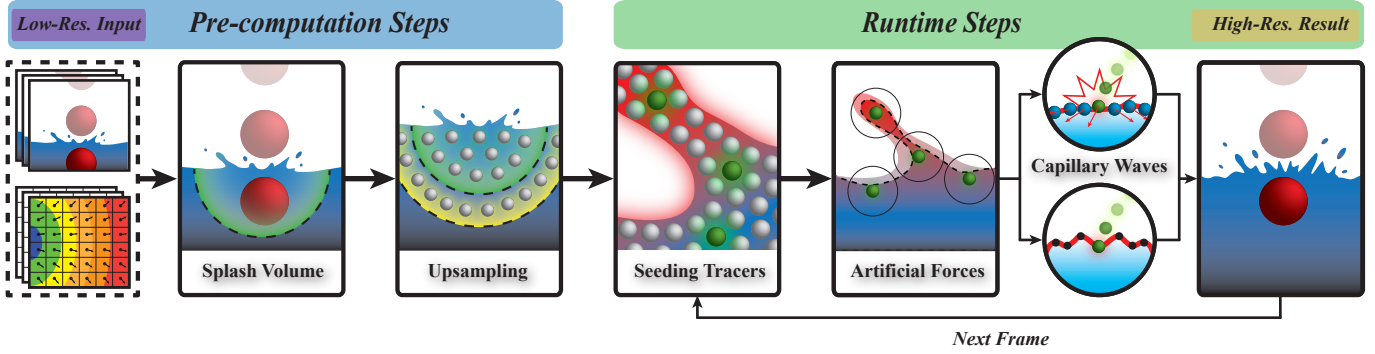 Low-Res. Input
Pre-computation Steps
Runtime Steps
High-Res. Result
Splash Volume
Upsampling
Seeding Tracers
Artificial Forces
Capillary Waves
Next Frame